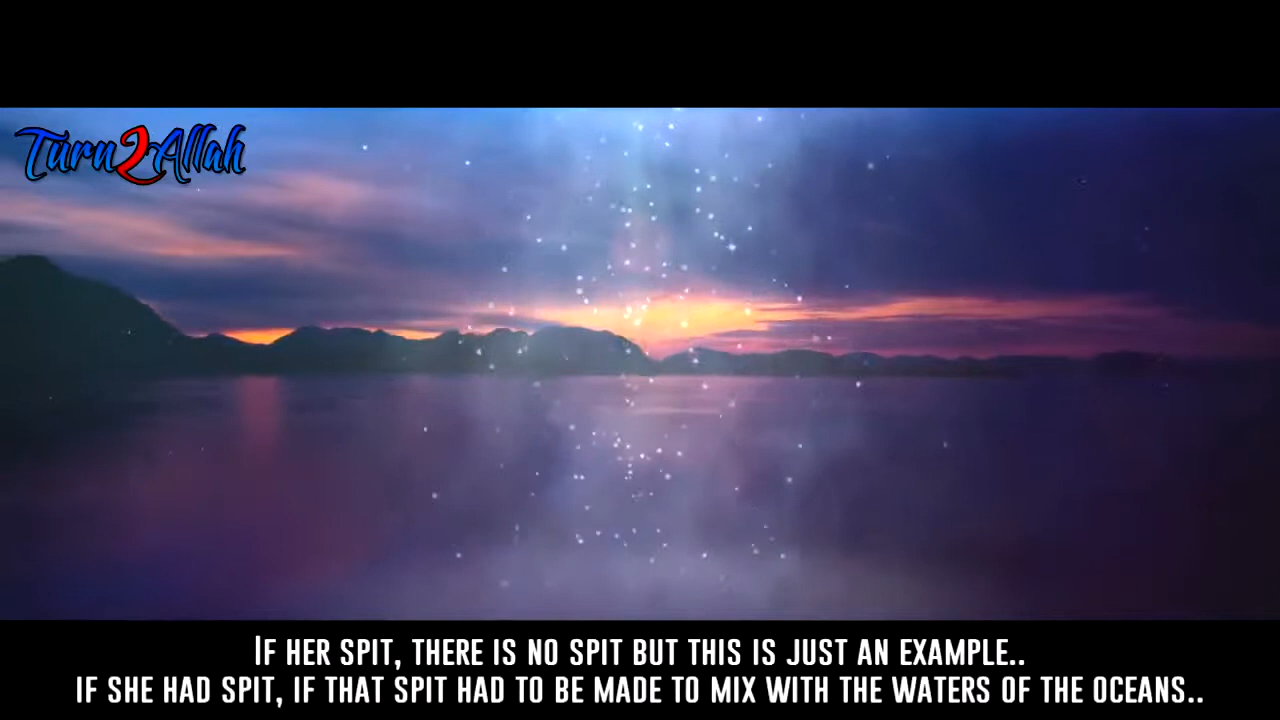 Turn2Allah
If her spit, there is no spit but this is just an example..
if she had spit, if that spit had to be made to mix with the waters of the oceans..